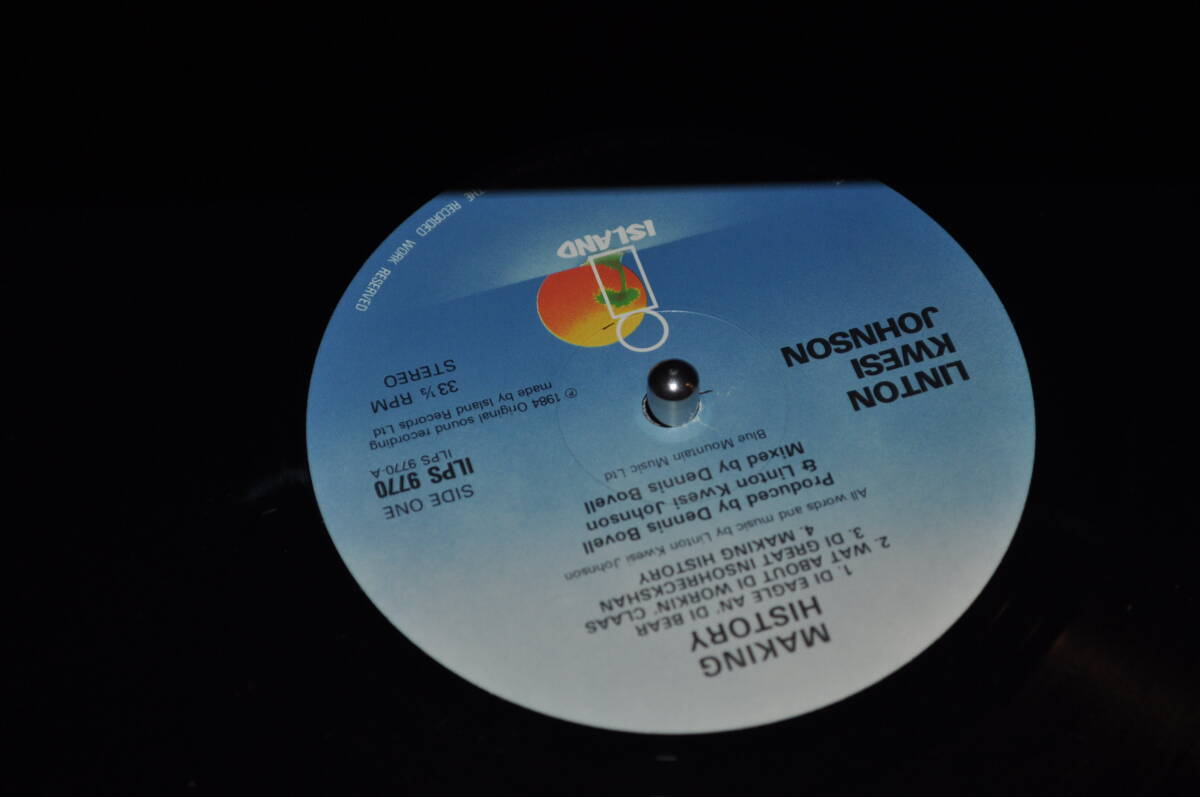 MAKING
HISTORY
1. DI EAGLE AN' DI BEAR
2. WAT ABOUT DI WORKIN' CLAAS
3. DI GREAT INSOHRECKSHAN
4. MAKING HISTORY
All words and music by Linton Kwesi Johnson
Produced by Dennis Bovell
& Linton Kwesi Johnson
Mixed by Dennis Bovell
Blue Mountain Music Ltd
SIDE ONE
ILPS 9770
ILPS 9770-A
℗ 1984 Original sound recording
made by Island Records Ltd
33 ⅓ RPM
STEREO
LINTON
KWESI
JOHNSON
ISLAND
THE RECORDED WORK RESERVED